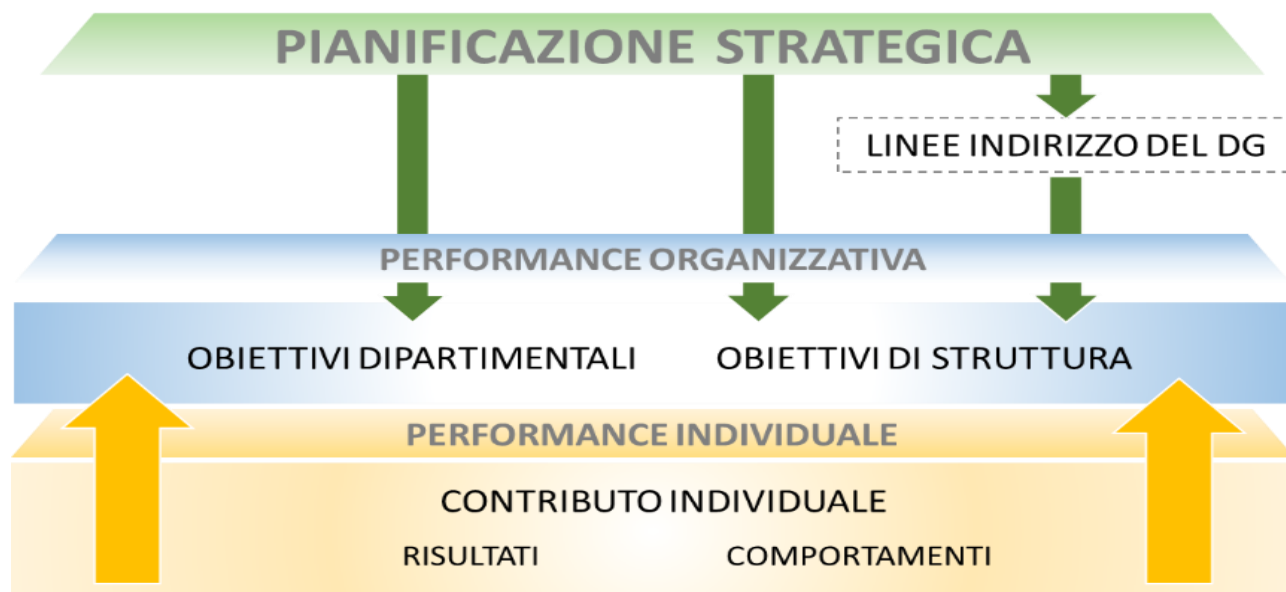 PIANIFICAZIONE STRATEGICA
LINEE INDIRIZZO DEL DG
PERFORMANCE ORGANIZZATIVA
OBIETTIVI DIPARTIMENTALI
OBIETTIVI DI STRUTTURA
PERFORMANCE INDIVIDUALE
CONTRIBUTO INDIVIDUALE
RISULTATI
COMPORTAMENTI